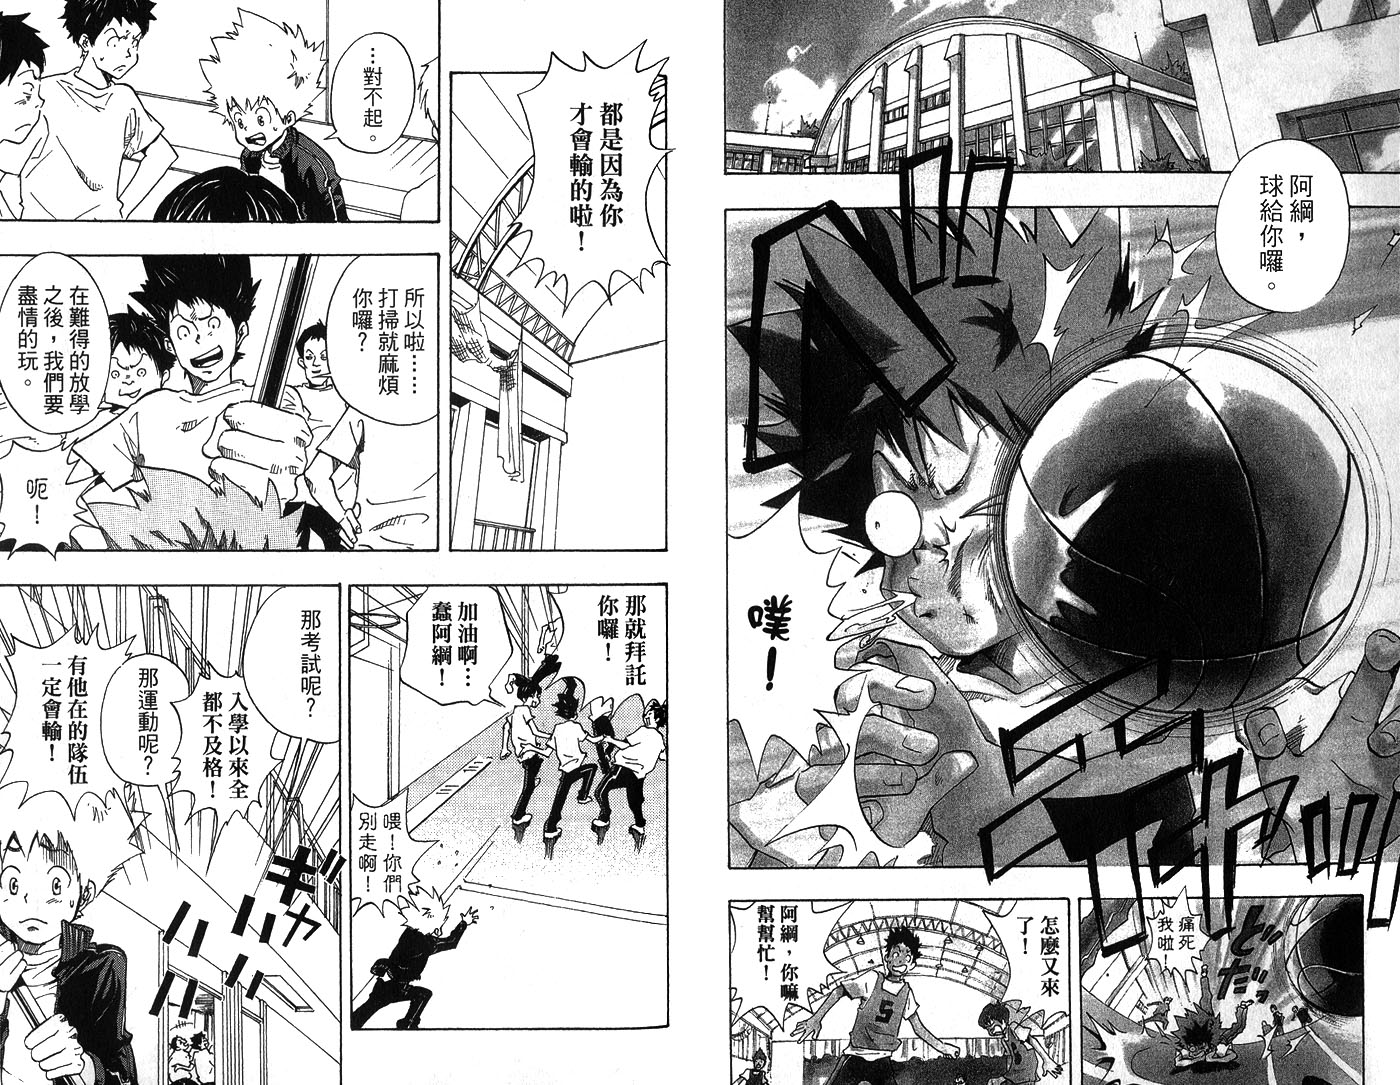 阿綱，
球給你囉。
噗！
痛死
我啦！
怎麼又來
了！
阿綱，你嘛
幫幫忙！
都是因為你
才會輸的啦！
…對不起。
所以啦……
打掃就麻煩
你囉？
在難得的放學
之後，我們要
盡情的玩。
呃！
那就拜託
你囉！
加油啊…
蠢阿綱！
喂！你們
別走啊！
那考試呢？
入學以來全
都不及格！
那運動呢？
有他在的隊伍
一定會輸！
5